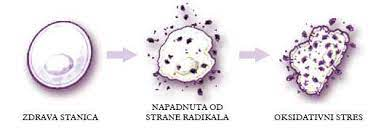 ZDRAVA STANICA
NAPADNUTA OD
STRANE RADIKALA
OKSIDATIVNI STRES